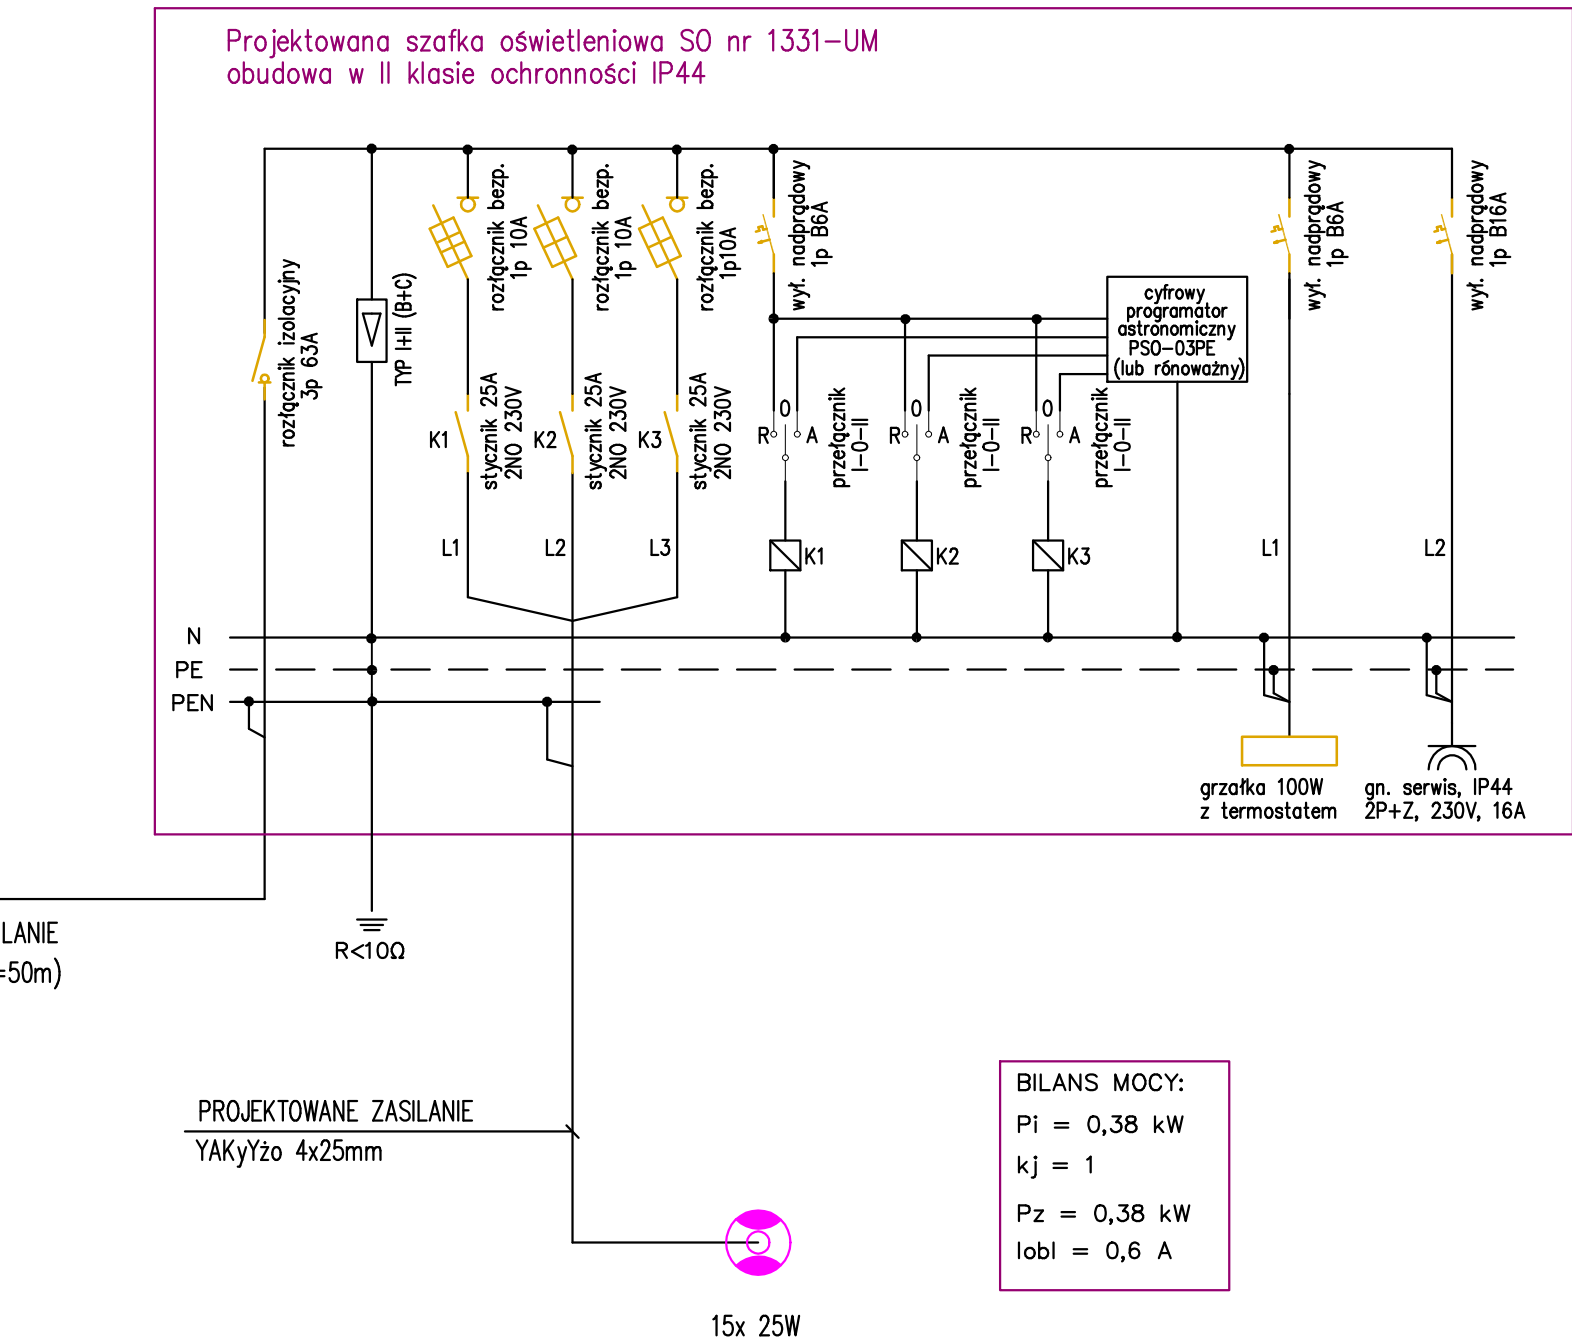 Projektowana szafka oświetleniowa SO nr 1331-UM
obudowa w II klasie ochronności IP44
rozłącznik izolacyjny
3p 63A
TYP I+II (B+C)
rozłącznik bezp.
1p 10A
rozłącznik bezp.
1p 10A
rozłącznik bezp.
1p10A
wył. nadprądowy
1p B6A
wył. nadprądowy
1p B6A
wył. nadprądowy
1p B16A
cyfrowy
programator
astronomiczny
PSO-03PE
(lub rónoważny)
K1
stycznik 25A
2NO 230V
K2
stycznik 25A
2NO 230V
K3
stycznik 25A
2NO 230V
R 0 A
przełącznik
I-0-II
R 0 A
przełącznik
I-0-II
R 0 A
przełącznik
I-0-II
L1
L2
L3
K1
K2
K3
L1
L2
N
PE
PEN
grzałka 100W
z termostatem
gn. serwis, IP44
2P+Z, 230V, 16A
LANIE
=50m)
R<10Ω
PROJEKTOWANE ZASILANIE
YAKyYżo 4x25mm
15x 25W
BILANS MOCY:
Pi = 0,38 kW
kj = 1
Pz = 0,38 kW
Iobl = 0,6 A